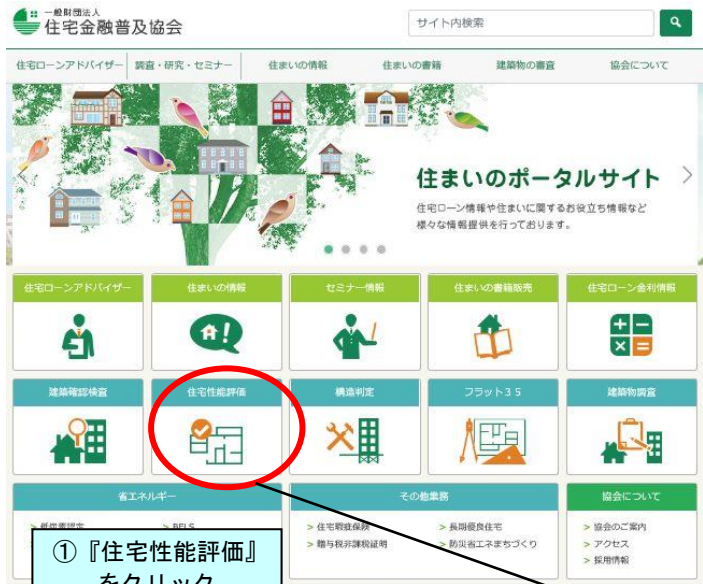 一般財団法人
住宅金融普及協会
サイト内検索
住宅ローンアドバイザー 調査・研究・セミナー 住まいの情報 住まいの書籍 建築物の審査 協会について
住まいのポータルサイト
住宅ローン情報や住まいに関するお役立ち情報など
様々な情報提供を行っております。
住宅ローンアドバイザー 住まいの情報 セミナー情報 住まいの書籍販売 住宅ローン金利情報
建築確認検査 住宅性能評価 構造判定 フラット35 建築物調査
省エネルギー その他業務 協会について
> 低炭素認定 > BELS > 住宅瑕疵保険 > 長期優良住宅 > 協会のご案内
> 贈与税非課税証明 > 防災省エネまちづくり > アクセス
> 採用情報
①『住宅性能評価』
をクリック